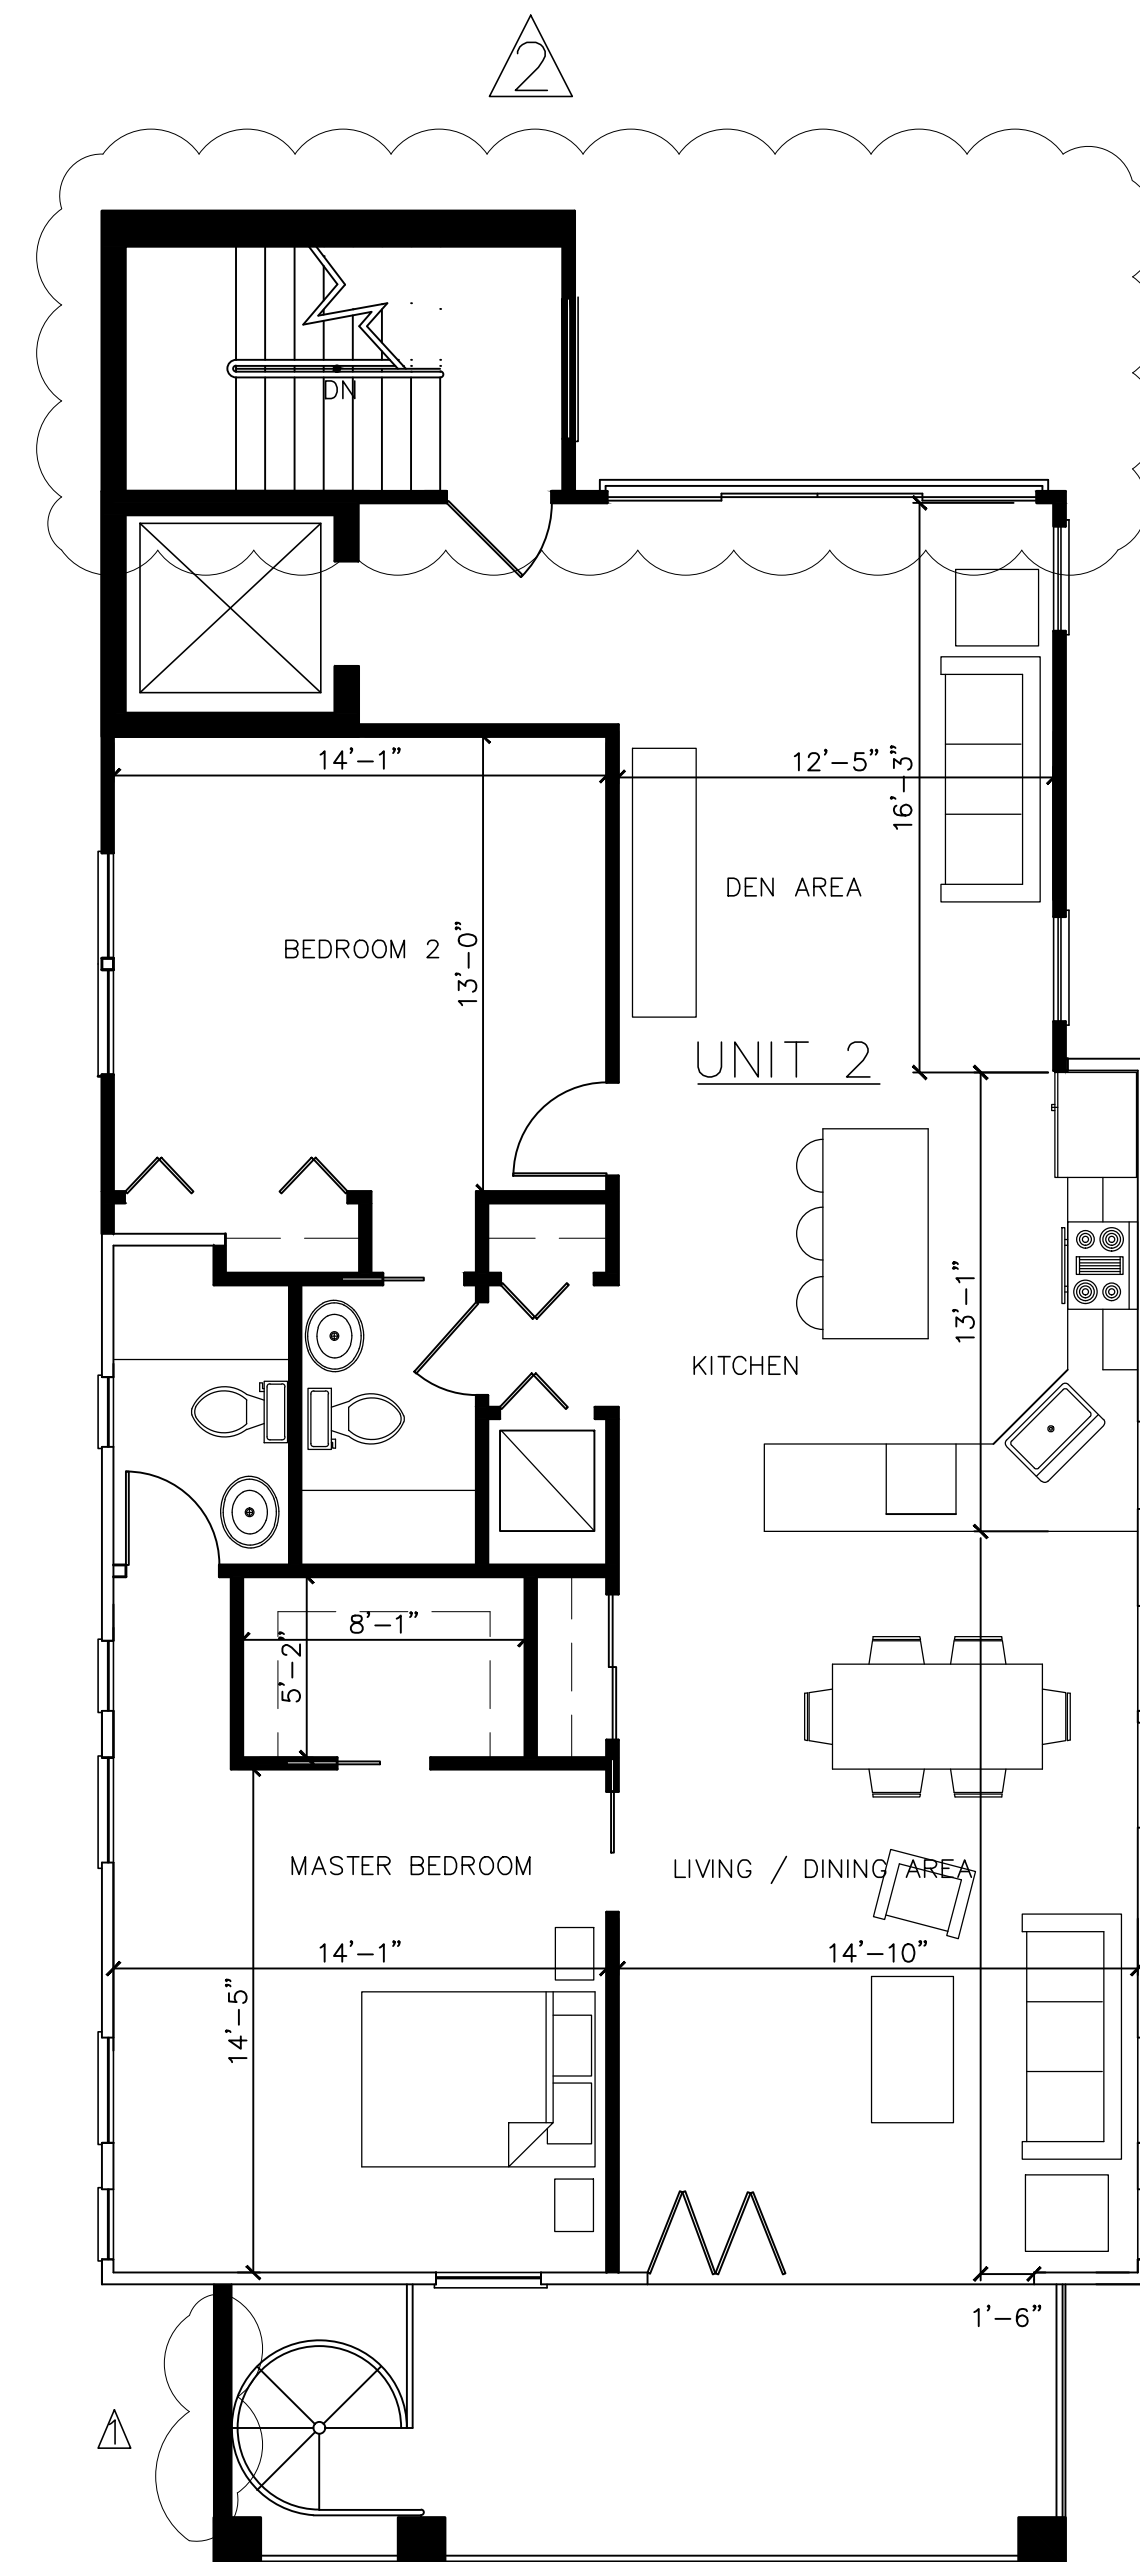 2
DN
14'-1"
12'-5"
16'-3"
DEN AREA
BEDROOM 2
13'-0"
UNIT 2
13'-1"
KITCHEN
8'-1"
5'-2"
MASTER BEDROOM
LIVING / DINING AREA
14'-1"
14'-10"
14'-5"
1'-6"
1